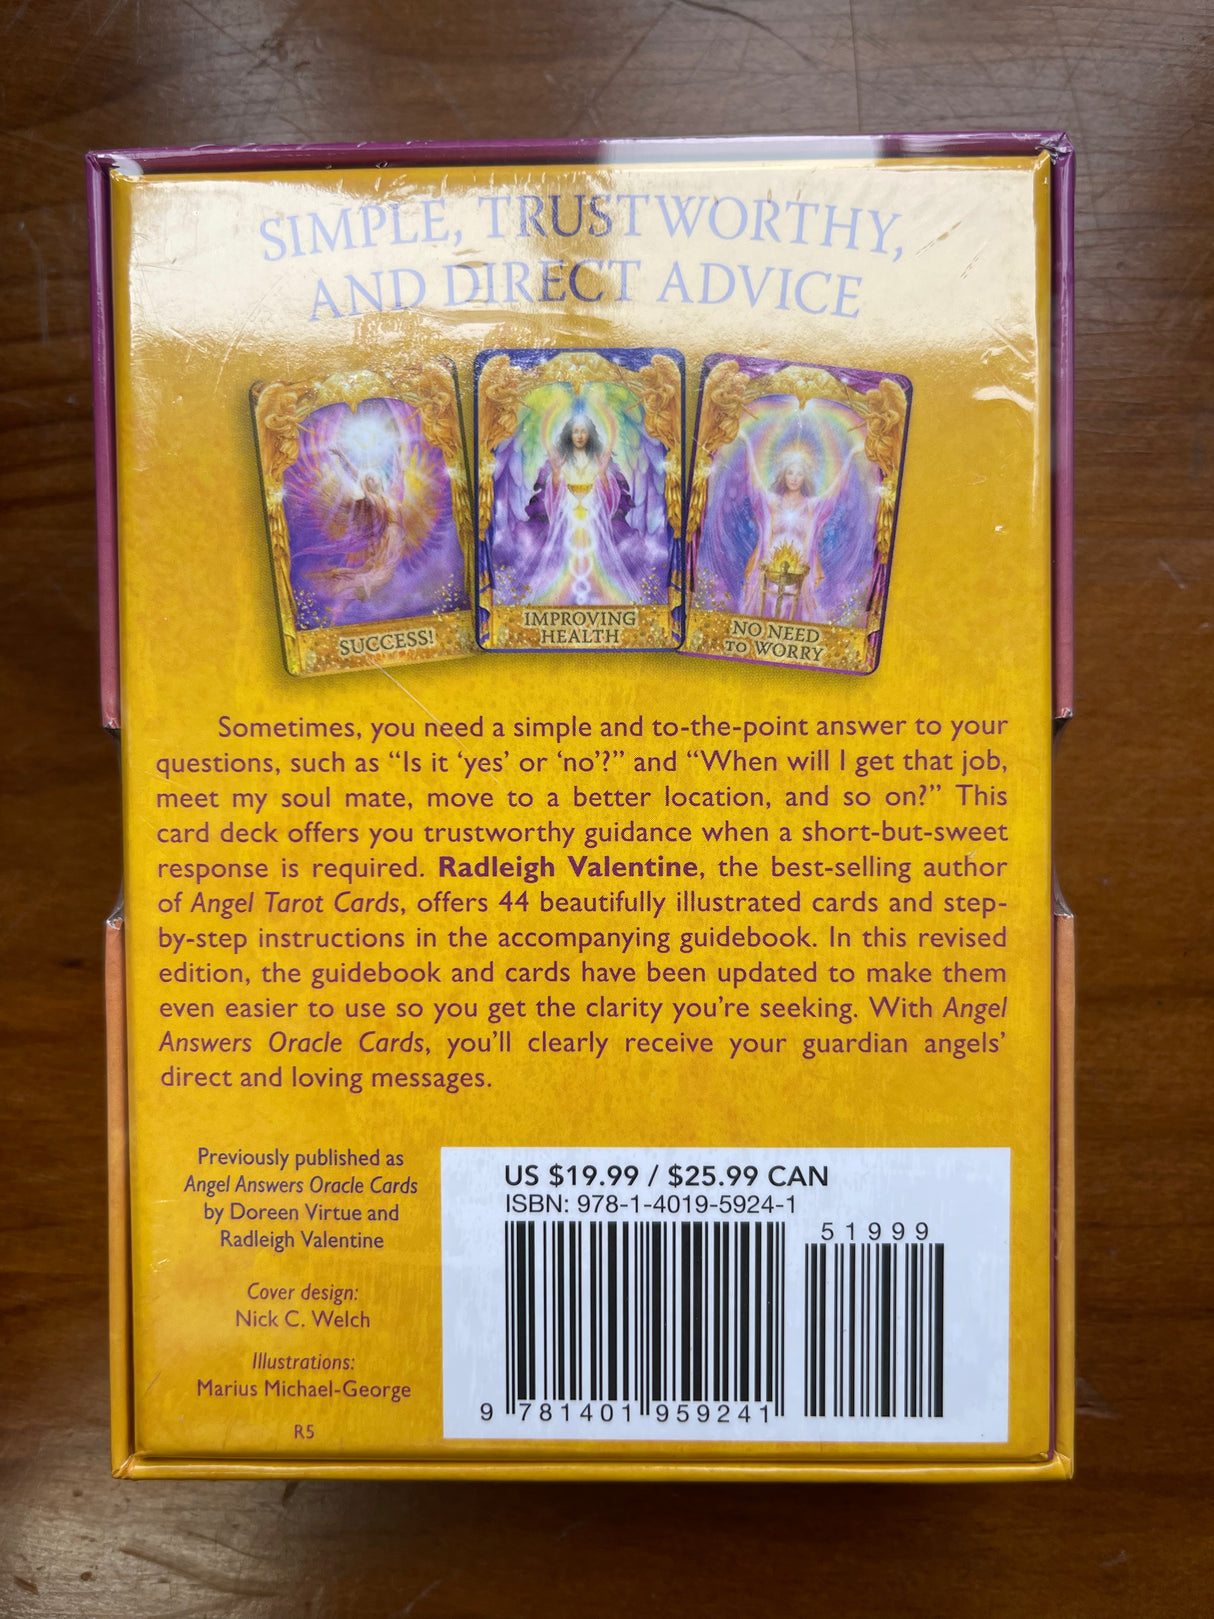 SIMPLE, TRUSTWORTHY,
AND DIRECT ADVICE
SUCCESS!
IMPROVING
HEALTH
NO NEED
TO WORRY
Sometimes, you need a simple and to-the-point answer to your
questions, such as “Is it ‘yes’ or ‘no’?” and “When will I get that job,
meet my soul mate, move to a better location, and so on?” This
card deck offers you trustworthy guidance when a short-but-sweet
response is required. Radleigh Valentine, the best-selling author
of Angel Tarot Cards, offers 44 beautifully illustrated cards and step-
by-step instructions in the accompanying guidebook. In this revised
edition, the guidebook and cards have been updated to make them
even easier to use so you get the clarity you’re seeking. With Angel
Answers Oracle Cards, you’ll clearly receive your guardian angels’
direct and loving messages.
Previously published as
Angel Answers Oracle Cards
by Doreen Virtue and
Radleigh Valentine
Cover design:
Nick C. Welch
Illustrations:
Marius Michael-George
R5
US $19.99 / $25.99 CAN
ISBN: 978-1-4019-5924-1
51999
9 781401 959241